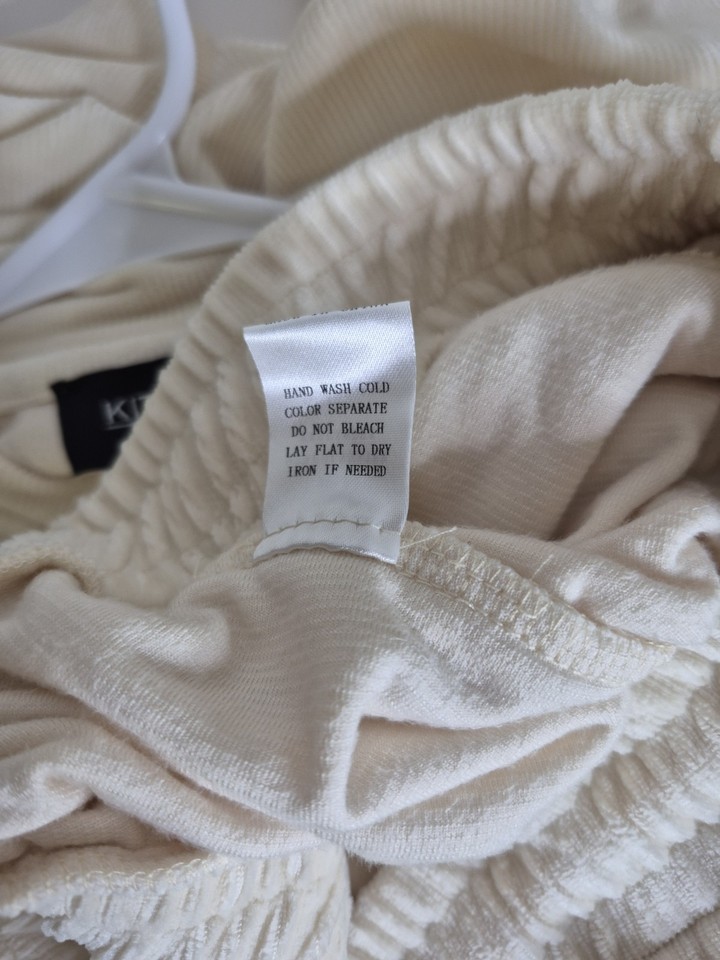 HAND WASH COLD
COLOR SEPARATE
DO NOT BLEACH
LAY FLAT TO DRY
IRON IF NEEDED